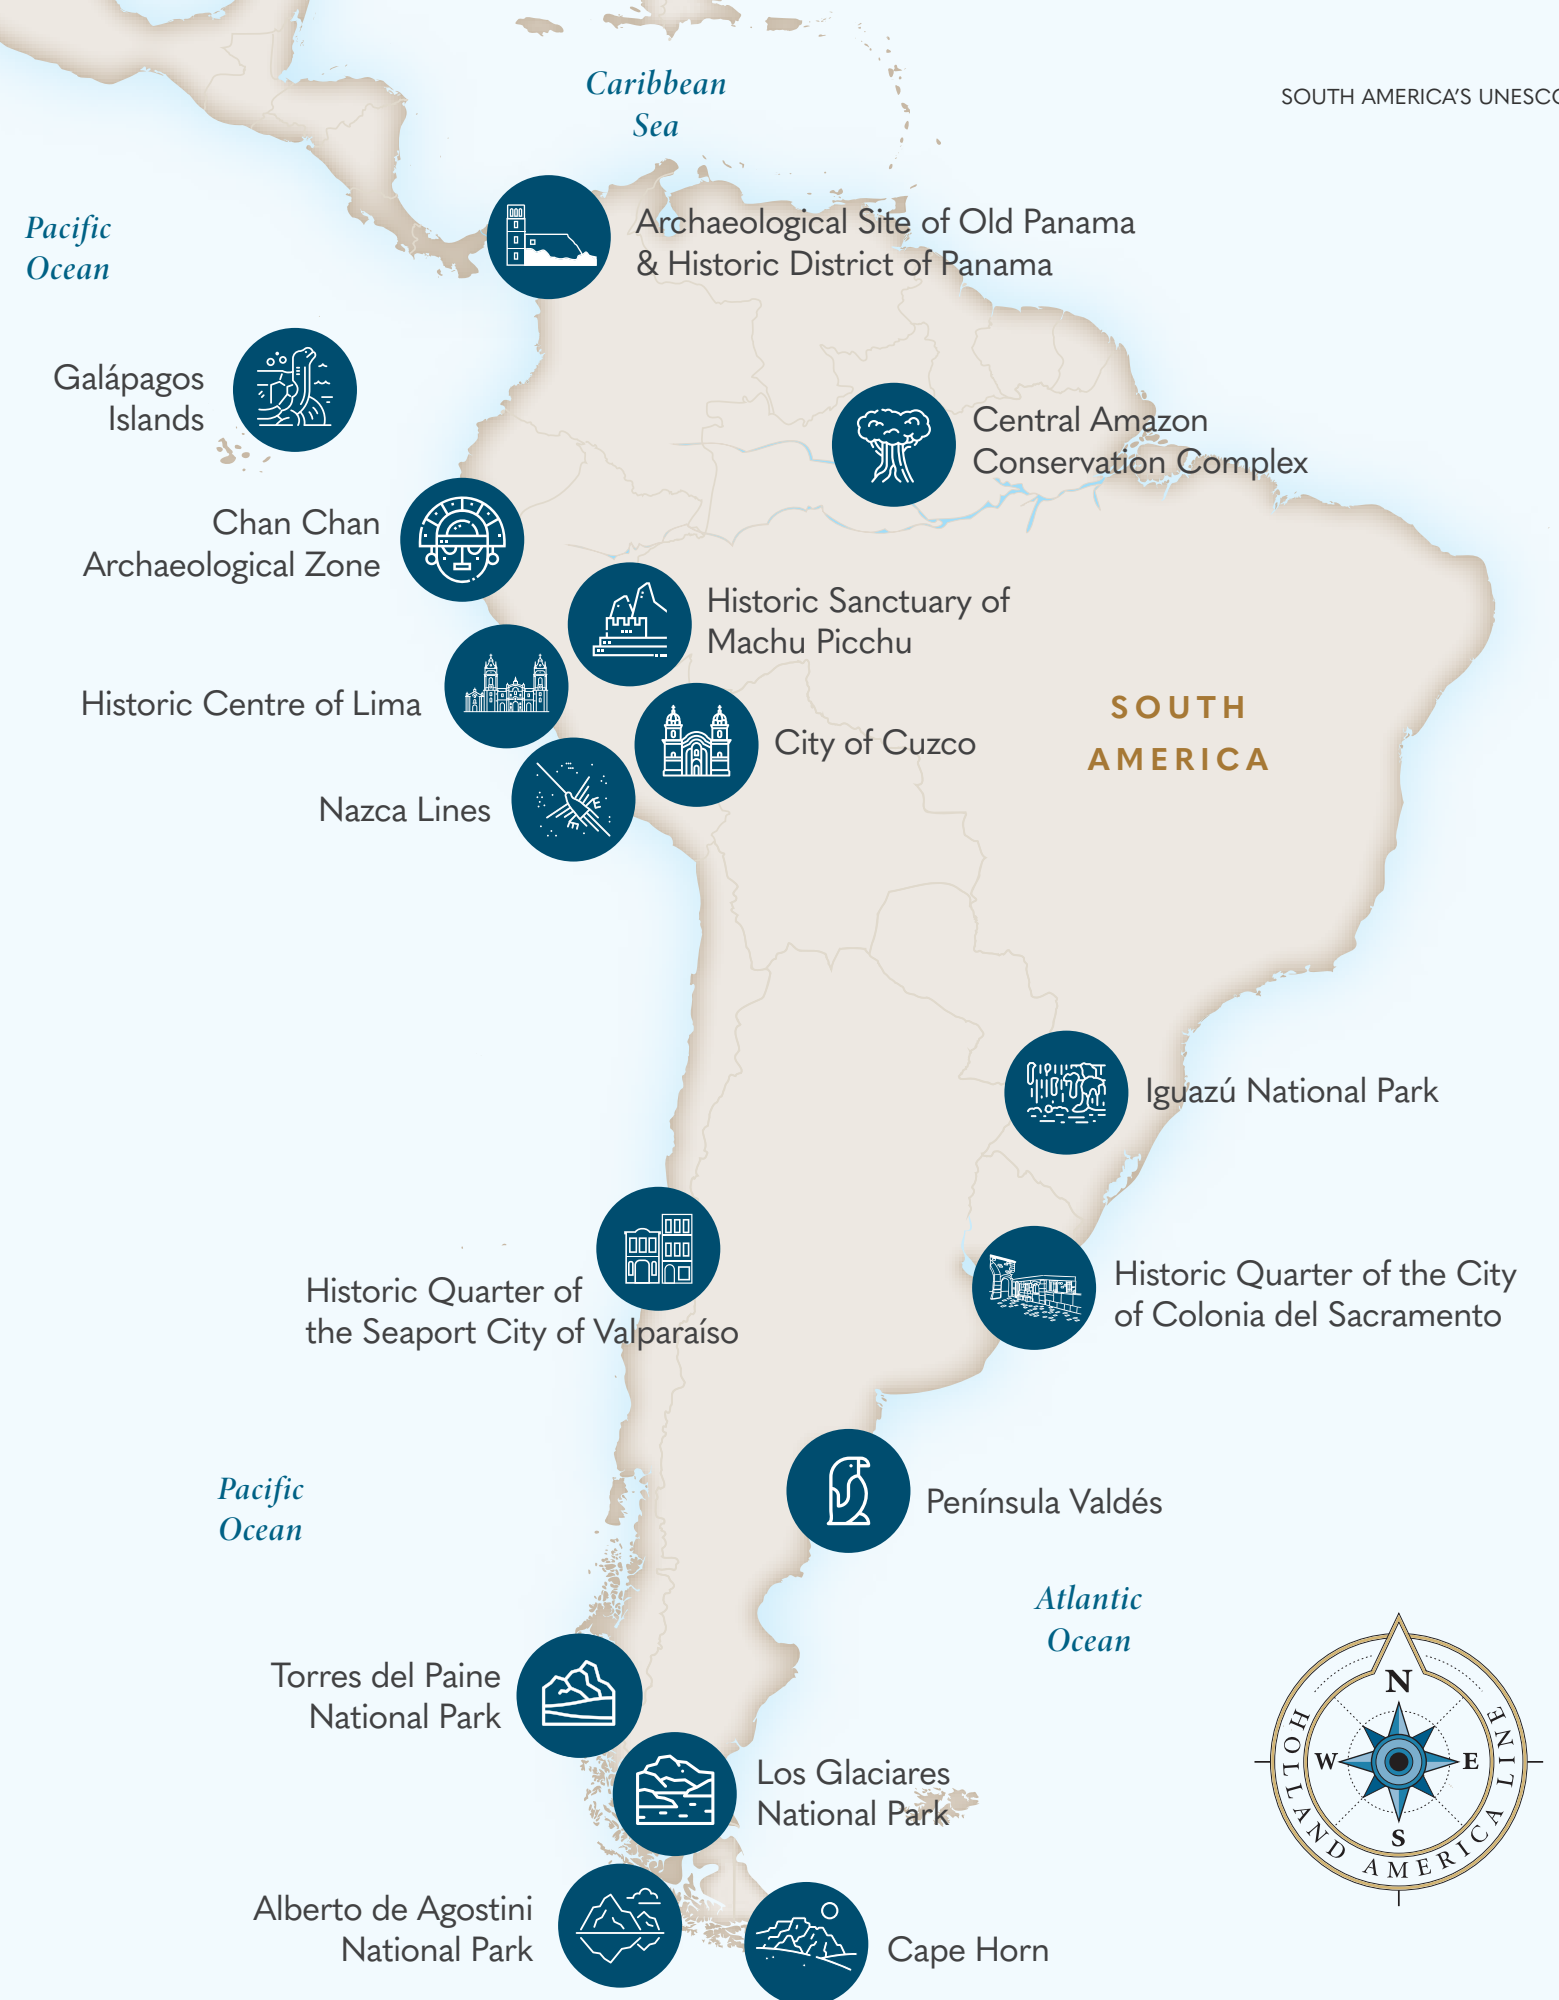 Caribbean
Sea
SOUTH AMERICA'S UNESCO
Pacific
Ocean
Archaeological Site of Old Panama
& Historic District of Panama
Galápagos
Islands
Central Amazon
Conservation Complex
Chan Chan
Archaeological Zone
Historic Sanctuary of
Machu Picchu
Historic Centre of Lima
SOUTH
AMERICA
City of Cuzco
Nazca Lines
Iguazú National Park
Historic Quarter of
the Seaport City of Valparaíso
Historic Quarter of the City
of Colonia del Sacramento
Pacific
Ocean
Península Valdés
Atlantic
Ocean
Torres del Paine
National Park
Los Glaciares
National Park
N
W
E
S
HOLLAND AMERICA LINE
Alberto de Agostini
National Park
Cape Horn